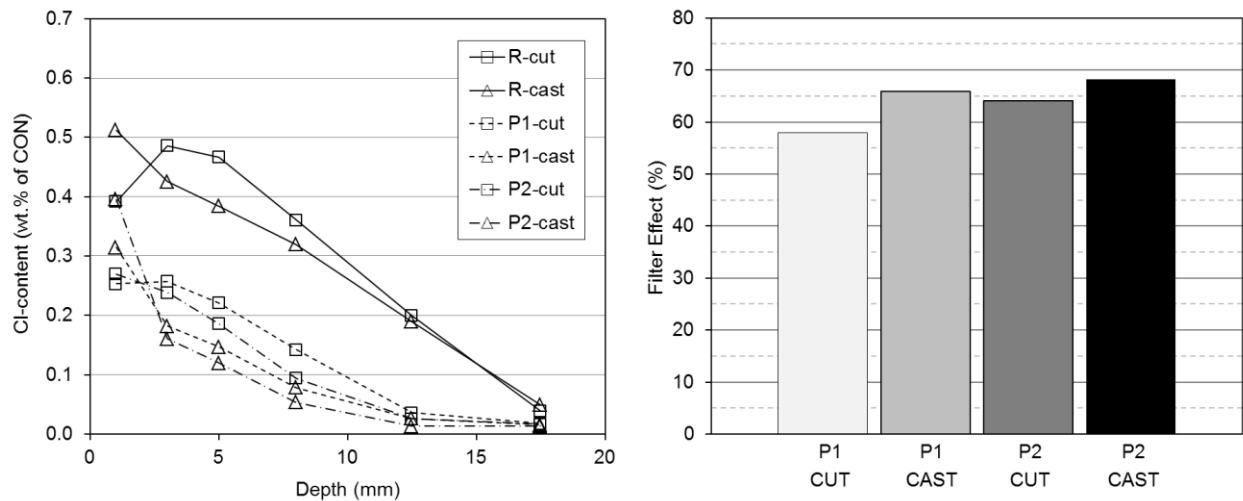 0.7
0.6
0.5
0.4
0.3
0.2
0.1
0.0
Cl-content (wt.% of CON)
0
5
10
15
20
Depth (mm)
R-cut
R-cast
P1-cut
P1-cast
P2-cut
P2-cast
80
70
60
50
40
30
20
10
0
Filter Effect (%)
P1
CUT
P1
CAST
P2
CUT
P2
CAST